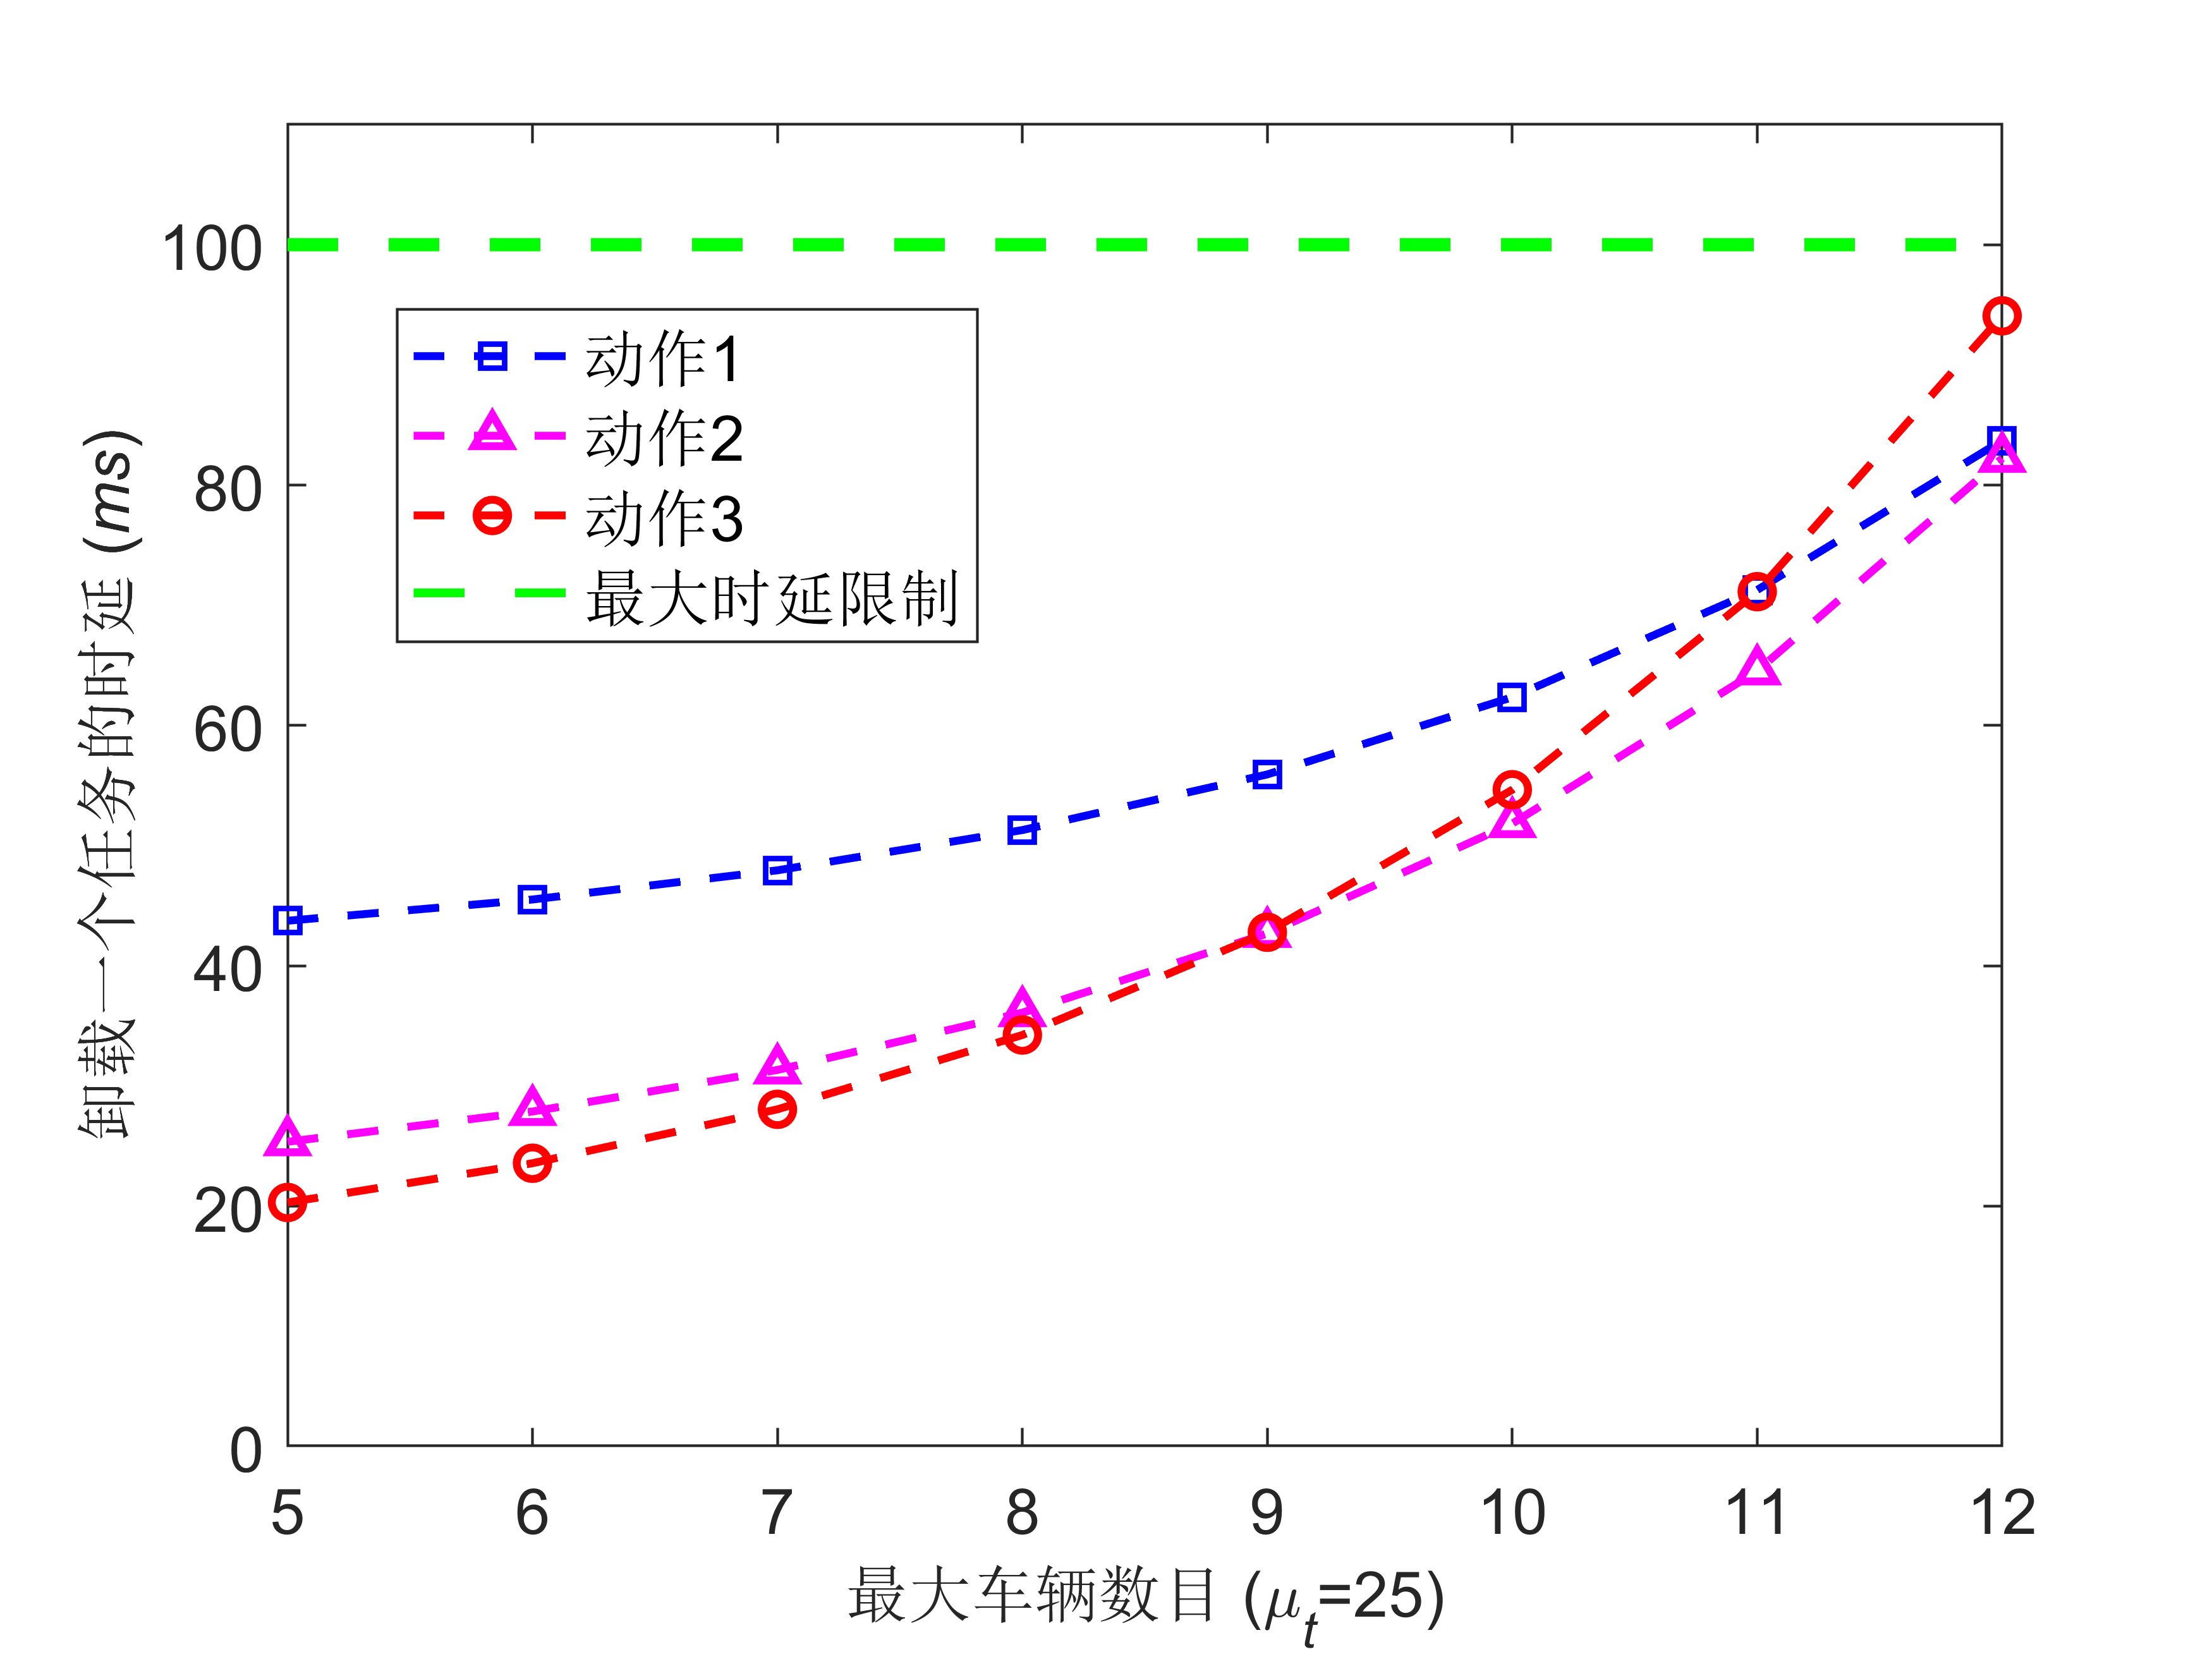 100
80
60
40
20
0
卸载一个任务的时延 (ms)
动作1
动作2
动作3
最大时延限制
5 6 7 8 9 10 11 12
最大车辆数目 (μt=25)